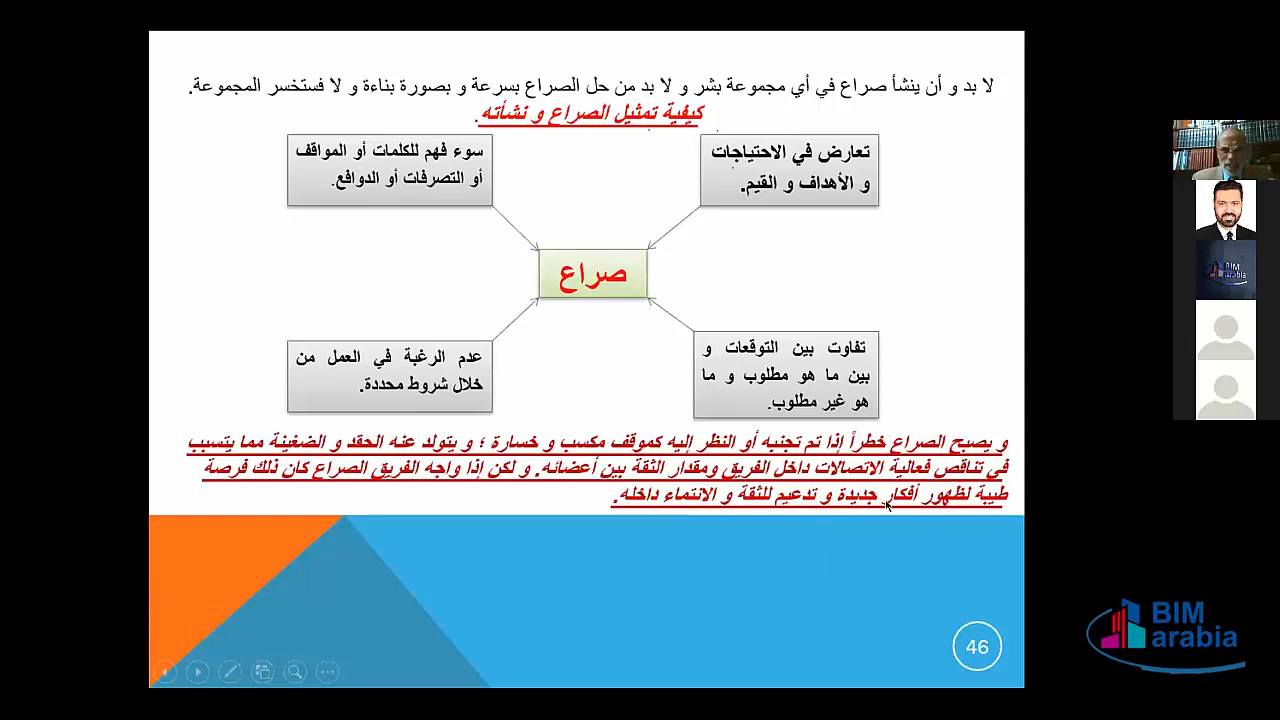 لا بد و أن ينشأ صراع في أي مجموعة بشر و لا بد من حل الصراع بسرعة و بصورة بناءة و لا فستخسر المجموعة.
كيفية تمثيل الصراع و نشأته.
تعارض في الاحتياجات
و الأهداف و القيم.
سوء فهم للكلمات أو المواقف
أو التصرفات أو الدوافع.
صراع
تفاوت بين التوقعات و
بين ما هو مطلوب و ما
هو غير مطلوب.
عدم الرغبة في العمل من
خلال شروط محددة.
و يصبح الصراع خطراً إذا تم تجنبه أو النظر إليه كموقف مكسب و خسارة ؛ و يتولد عنه الحقد و الضغينة مما يتسبب
في تناقص فعالية الاتصالات داخل الفريق ومقدار الثقة بين أعضائه. و لكن إذا واجه الفريق الصراع كان ذلك فرصة
طيبة لظهور أفكار جديدة و تدعيم للثقة و الانتماء داخله.
46
BIM
arabia
BIM
arabia